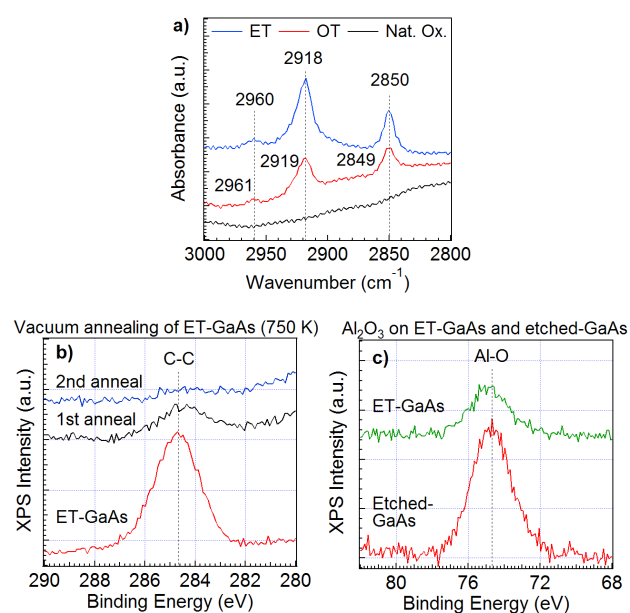 a)
ET OT Nat. Ox.
2918
2960
2850
2919
2849
2961
Absorbance (a.u.)
3000 2950 2900 2850 2800
Wavenumber (cm⁻¹)
Vacuum annealing of ET-GaAs (750 K)
b)
C-C
2nd anneal
1st anneal
ET-GaAs
XPS Intensity (a.u.)
290 288 286 284 282 280
Binding Energy (eV)
Al₂O₃ on ET-GaAs and etched-GaAs
c)
Al-O
ET-GaAs
Etched-
GaAs
XPS Intensity (a.u.)
80 76 72 68
Binding Energy (eV)